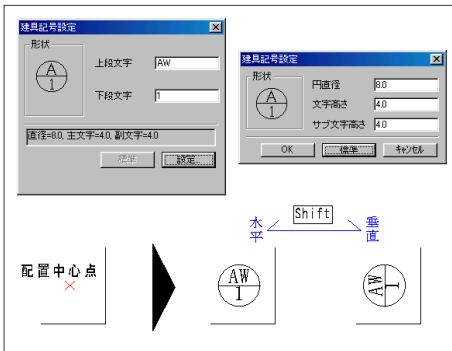 建具記号設定
形状
A
1
上段文字
AW
下段文字
1
直径=8.0, 主文字=4.0, 副文字=4.0
標準
設定...
建具記号設定
形状
A
1
円直径
8.0
文字高さ
4.0
サブ文字高さ
4.0
OK
標準
キャンセル
水平
Shift
垂直
配置中心点
AW
1
AW
1